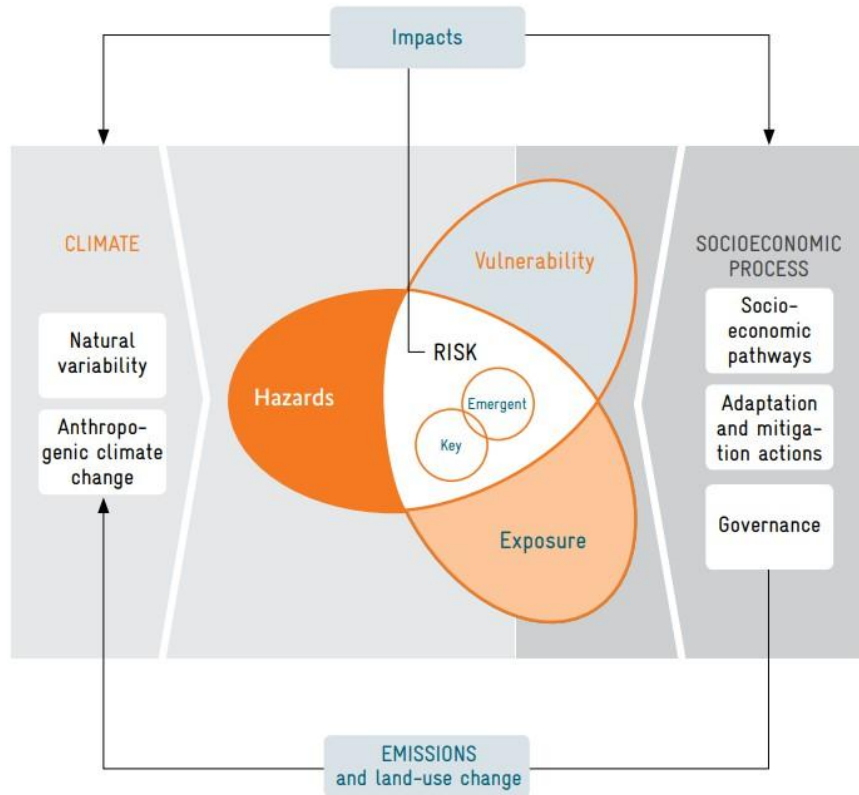 Impacts
CLIMATE
Natural
variability
Anthropo-
genic climate
change
Hazards
Vulnerability
RISK
Emergent
Key
Exposure
SOCIOECONOMIC
PROCESS
Socio-
economic
pathways
Adaptation
and mitiga-
tion actions
Governance
EMISSIONS
and land-use change